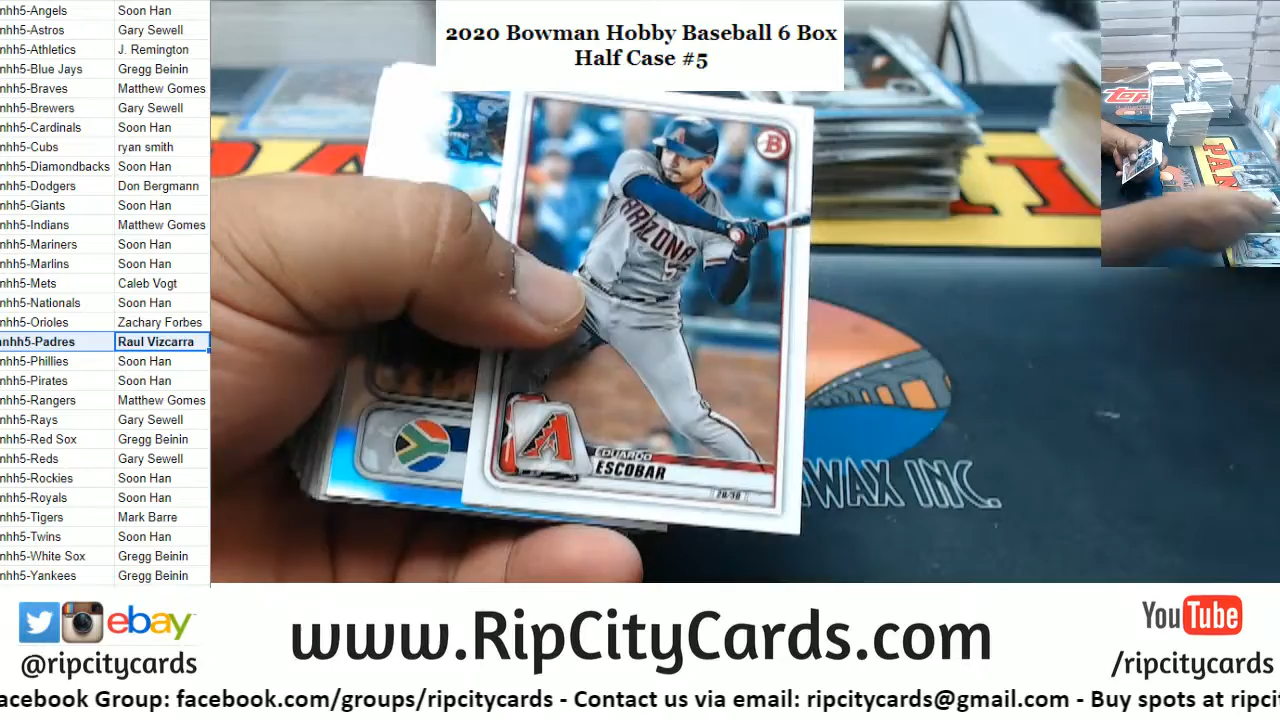 nhh5-Angels Soon Han
nhh5-Astros Gary Sewell
nhh5-Athletics J. Remington
nhh5-Blue Jays Gregg Beinin
nhh5-Braves Matthew Gomes
nhh5-Brewers Gary Sewell
nhh5-Cardinals Soon Han
nhh5-Cubs ryan smith
nhh5-Diamondbacks Soon Han
nhh5-Dodgers Don Bergmann
nhh5-Giants Soon Han
nhh5-Indians Matthew Gomes
nhh5-Mariners Soon Han
nhh5-Marlins Soon Han
nhh5-Mets Caleb Vogt
nhh5-Nationals Soon Han
nhh5-Orioles Zachary Forbes
nhh5-Padres Raul Vizcarra
nhh5-Phillies Soon Han
nhh5-Pirates Soon Han
nhh5-Rangers Matthew Gomes
nhh5-Rays Gary Sewell
nhh5-Red Sox Gregg Beinin
nhh5-Reds Gary Sewell
nhh5-Rockies Soon Han
nhh5-Royals Soon Han
nhh5-Tigers Mark Barre
nhh5-Twins Soon Han
nhh5-White Sox Gregg Beinin
nhh5-Yankees Gregg Beinin
2020 Bowman Hobby Baseball 6 Box
Half Case #5
B
ARIZONA
A
EDUARDO
ESCOBAR
WAX INC.
TOPPS
PAN
ebay
@ripcitycards
www.RipCityCards.com
YouTube
/ripcitycards
acebook Group: facebook.com/groups/ripcitycards - Contact us via email: ripcitycards@gmail.com - Buy spots at ripci